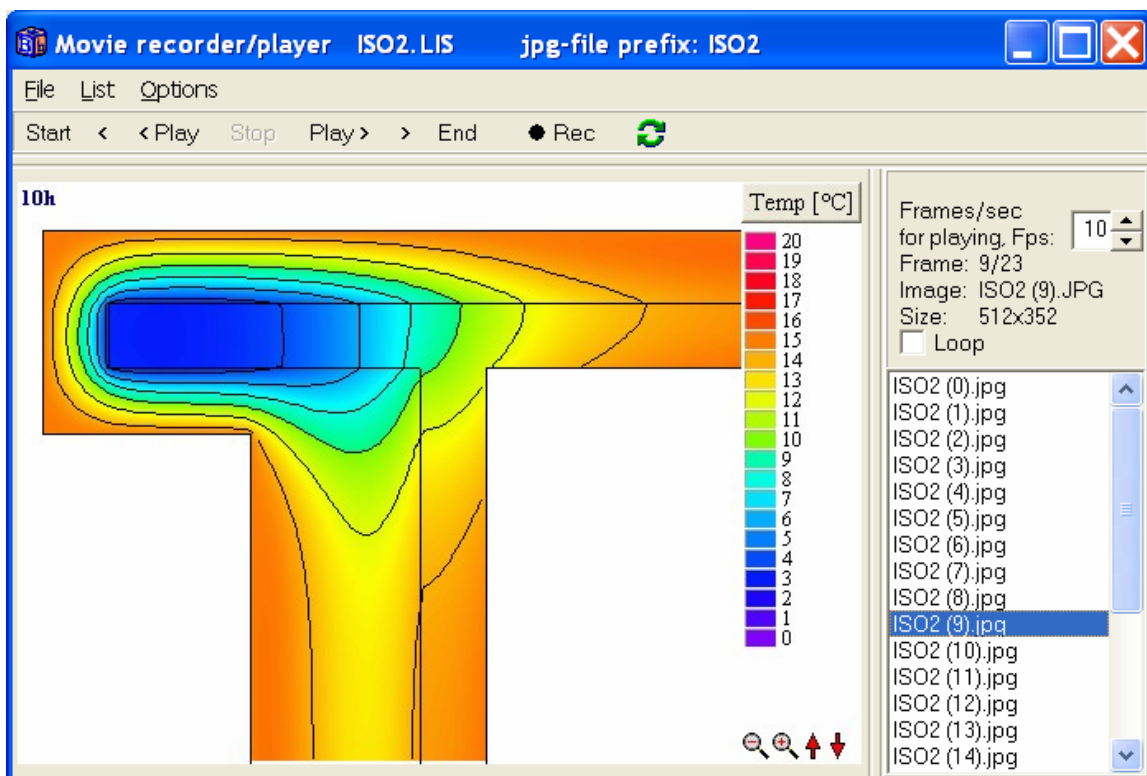 Movie recorder/player ISO2.LIS jpg-file prefix: ISO2
File List Options
Start < <Play Stop Play> > End ● Rec
10h
Temp [°C]
20
19
18
17
16
15
14
13
12
11
10
9
8
7
6
5
4
3
2
1
0
Frames/sec
for playing, Fps: 10
Frame: 9/23
Image: ISO2 (9).JPG
Size: 512x352
Loop
ISO2 (0).jpg
ISO2 (1).jpg
ISO2 (2).jpg
ISO2 (3).jpg
ISO2 (4).jpg
ISO2 (5).jpg
ISO2 (6).jpg
ISO2 (7).jpg
ISO2 (8).jpg
ISO2 (9).jpg
ISO2 (10).jpg
ISO2 (11).jpg
ISO2 (12).jpg
ISO2 (13).jpg
ISO2 (14).jpg